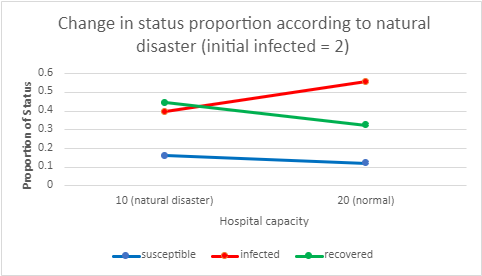 Change in status proportion according to natural
disaster (initial infected = 2)
Proportion of Status
0.6
0.5
0.4
0.3
0.2
0.1
0
10 (natural disaster)
20 (normal)
Hospital capacity
susceptible
infected
recovered